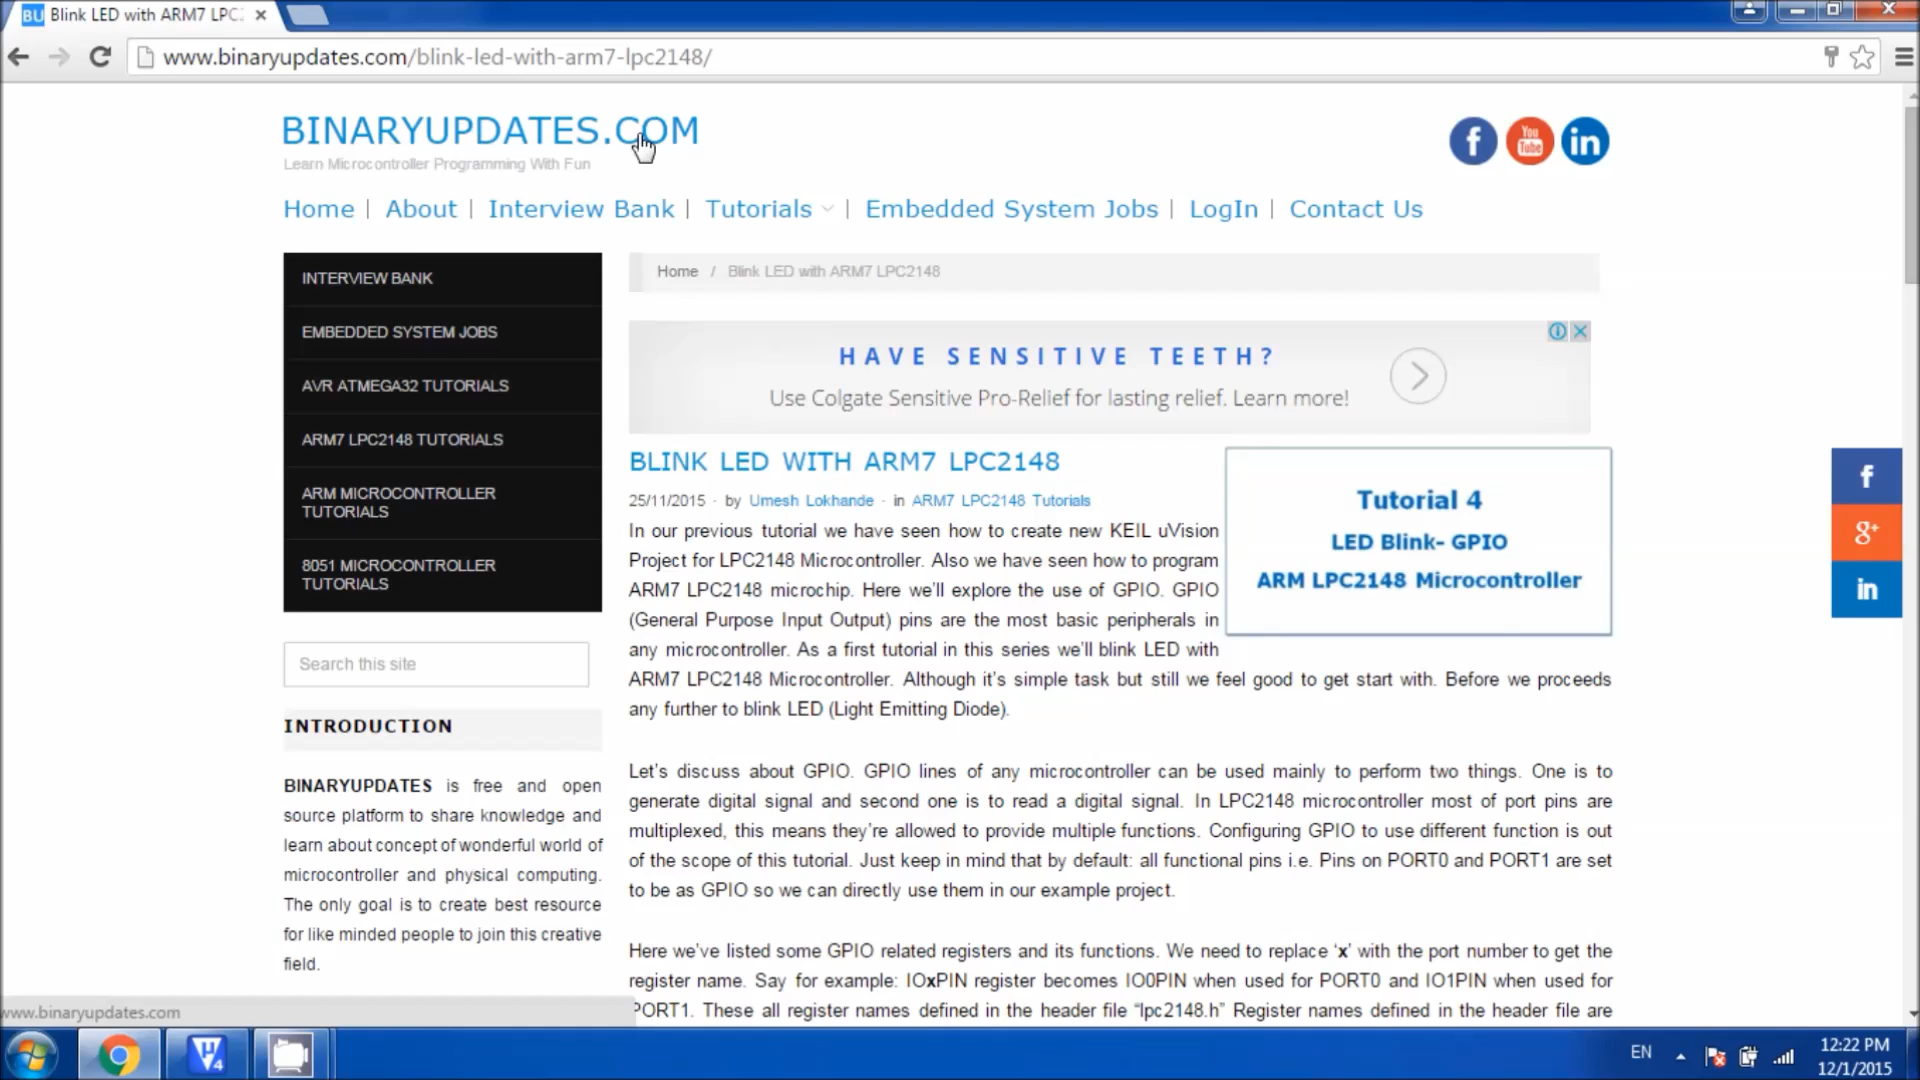 BU Blink LED with ARM7 LPC2
www.binaryupdates.com/blink-led-with-arm7-lpc2148/
BINARYUPDATES.COM
Learn Microcontroller Programming With Fun
f You Tube in
Home | About | Interview Bank | Tutorials | Embedded System Jobs | LogIn | Contact Us
INTERVIEW BANK
EMBEDDED SYSTEM JOBS
AVR ATMEGA32 TUTORIALS
ARM7 LPC2148 TUTORIALS
ARM MICROCONTROLLER
TUTORIALS
8051 MICROCONTROLLER
TUTORIALS
Search this site
INTRODUCTION
BINARYUPDATES is free and open
source platform to share knowledge and
learn about concept of wonderful world of
microcontroller and physical computing.
The only goal is to create best resource
for like minded people to join this creative
field.
Home / Blink LED with ARM7 LPC2148
HAVE SENSITIVE TEETH?
Use Colgate Sensitive Pro-Relief for lasting relief. Learn more!
BLINK LED WITH ARM7 LPC2148
25/11/2015 · by Umesh Lokhande · in ARM7 LPC2148 Tutorials
Tutorial 4
LED Blink- GPIO
ARM LPC2148 Microcontroller
In our previous tutorial we have seen how to create new KEIL uVision
Project for LPC2148 Microcontroller. Also we have seen how to program
ARM7 LPC2148 microchip. Here we'll explore the use of GPIO. GPIO
(General Purpose Input Output) pins are the most basic peripherals in
any microcontroller. As a first tutorial in this series we'll blink LED with
ARM7 LPC2148 Microcontroller. Although it's simple task but still we feel good to get start with. Before we proceeds
any further to blink LED (Light Emitting Diode).
Let's discuss about GPIO. GPIO lines of any microcontroller can be used mainly to perform two things. One is to
generate digital signal and second one is to read a digital signal. In LPC2148 microcontroller most of port pins are
multiplexed, this means they're allowed to provide multiple functions. Configuring GPIO to use different function is out
of the scope of this tutorial. Just keep in mind that by default: all functional pins i.e. Pins on PORT0 and PORT1 are set
to be as GPIO so we can directly use them in our example project.
Here we've listed some GPIO related registers and its functions. We need to replace 'x' with the port number to get the
register name. Say for example: IOxPIN register becomes IO0PIN when used for PORT0 and IO1PIN when used for
PORT1. These all register names defined in the header file "lpc2148.h" Register names defined in the header file are
f
g+
in
www.binaryupdates.com
EN
12:22 PM
12/1/2015